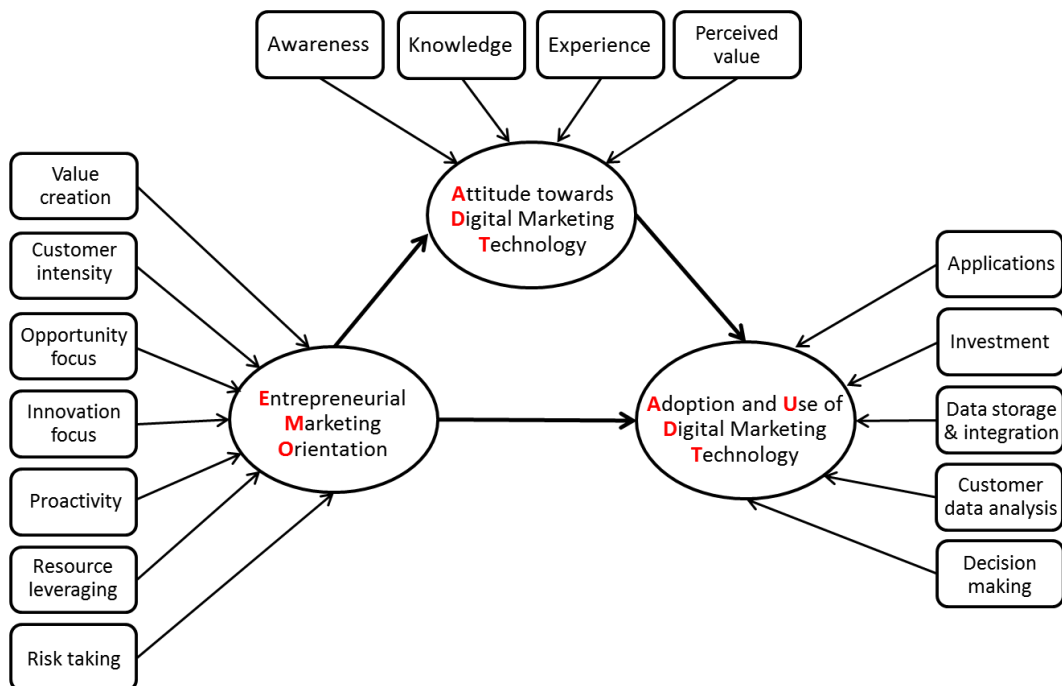 Awareness
Knowledge
Experience
Perceived
value
Attitude towards
Digital Marketing
Technology
Value
creation
Customer
intensity
Opportunity
focus
Innovation
focus
Proactivity
Resource
leveraging
Risk taking
Entrepreneurial
Marketing
Orientation
Adoption and Use of
Digital Marketing
Technology
Applications
Investment
Data storage
& integration
Customer
data analysis
Decision
making